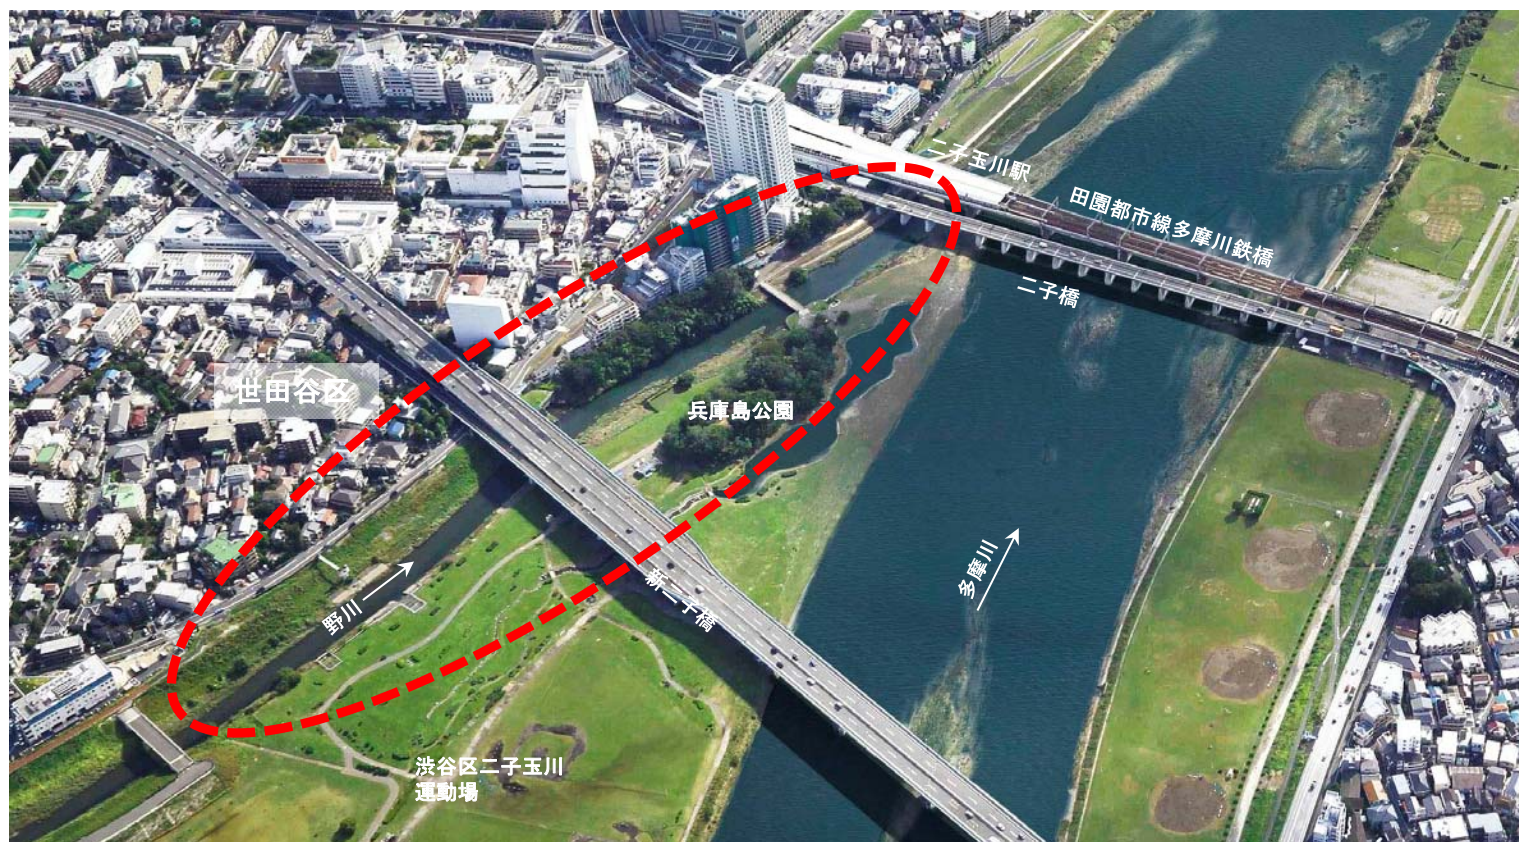 二子玉川駅
田園都市線多摩川鉄橋
二子橋
世田谷区
兵庫島公園
多摩川
新二子橋
野川
渋谷区二子玉川
運動場